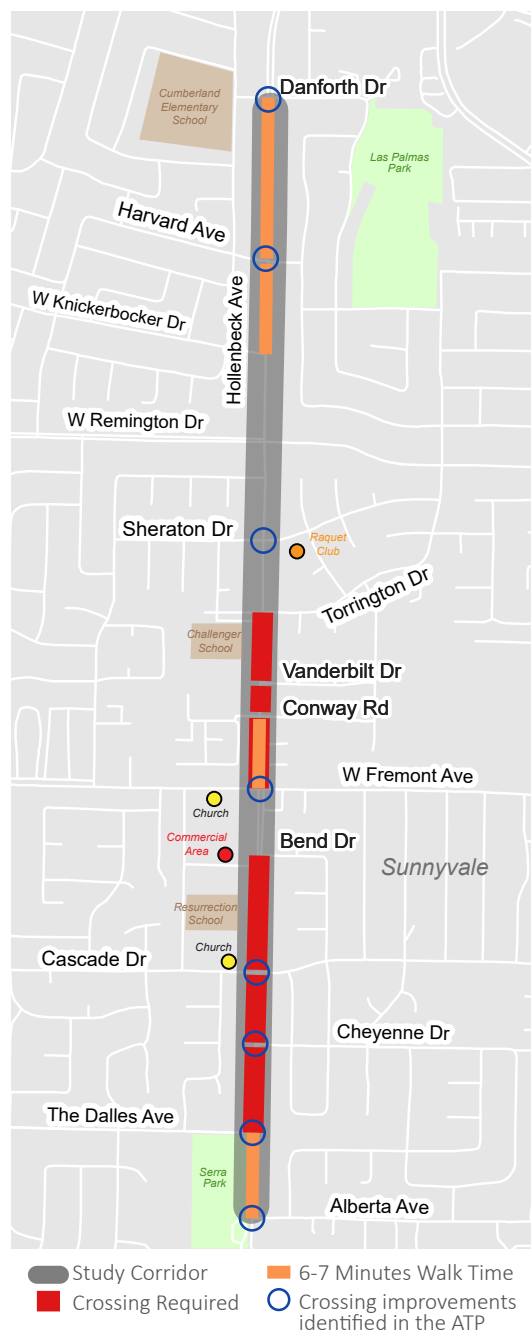 Danforth Dr
Cumberland
Elementary
School
Las Palmas
Park
Harvard Ave
W Knickerbocker Dr
Hollenbeck Ave
W Remington Dr
Sheraton Dr
Raquet
Club
Torrington Dr
Challenger
School
Vanderbilt Dr
Conway Rd
W Fremont Ave
Church
Bend Dr
Commercial
Area
Sunnyvale
Resurrection
School
Church
Cascade Dr
Cheyenne Dr
The Dalles Ave
Serra
Park
Alberta Ave
Study Corridor
6-7 Minutes Walk Time
Crossing Required
Crossing improvements
identified in the ATP